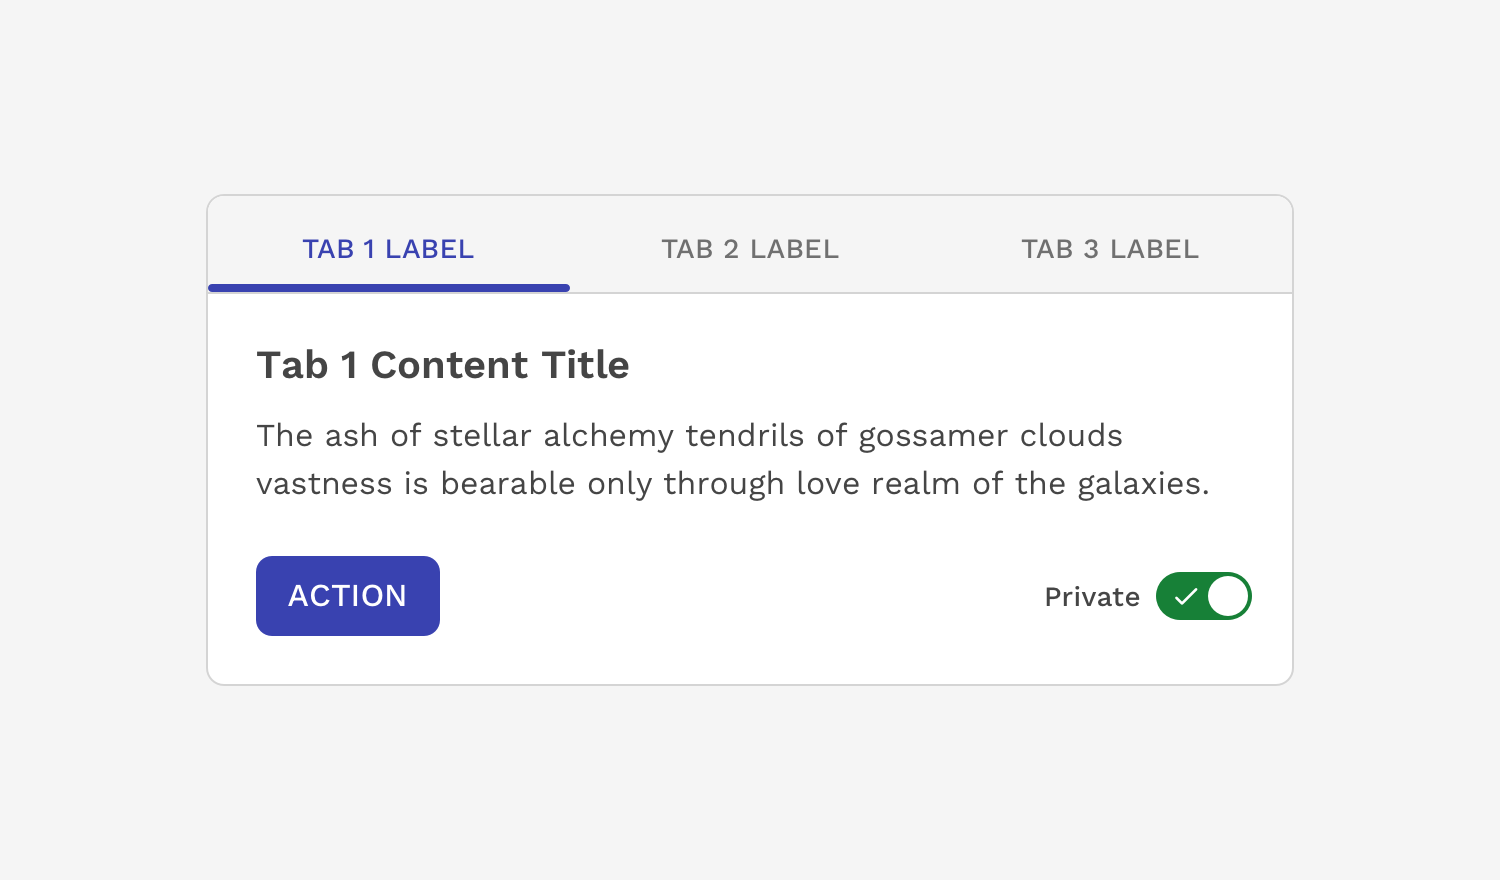 TAB 1 LABEL TAB 2 LABEL TAB 3 LABEL
Tab 1 Content Title
The ash of stellar alchemy tendrils of gossamer clouds
vastness is bearable only through love realm of the galaxies.
ACTION Private